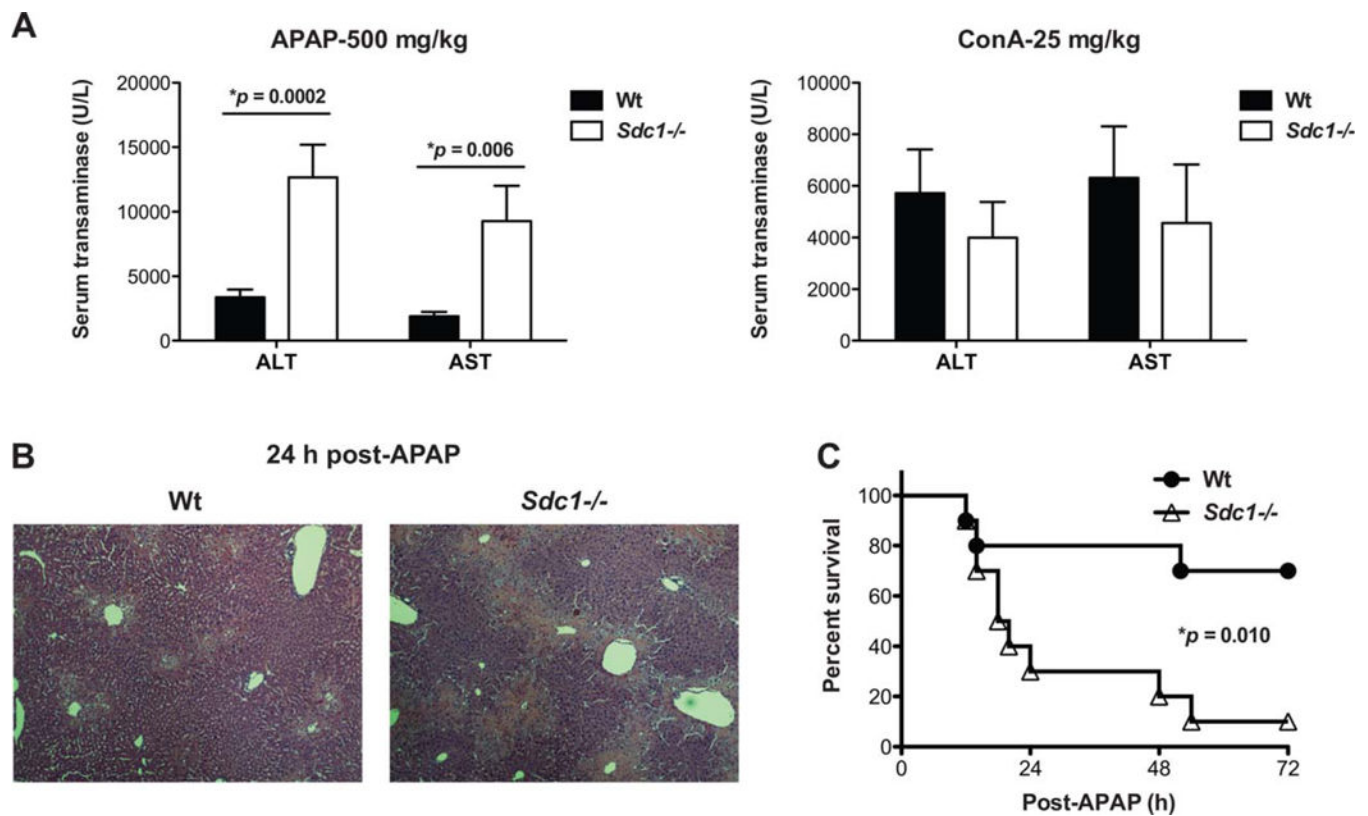 A
APAP-500 mg/kg
Serum transaminase (U/L)
20000
15000
10000
5000
0
*p = 0.0002
*p = 0.006
Wt
Sdc1-/-
ALT
AST
ConA-25 mg/kg
Serum transaminase (U/L)
10000
8000
6000
4000
2000
0
Wt
Sdc1-/-
ALT
AST
B
24 h post-APAP
Wt
Sdc1-/-
C
Percent survival
100
80
60
40
20
0
Wt
Sdc1-/-
*p = 0.010
0
24
48
72
Post-APAP (h)